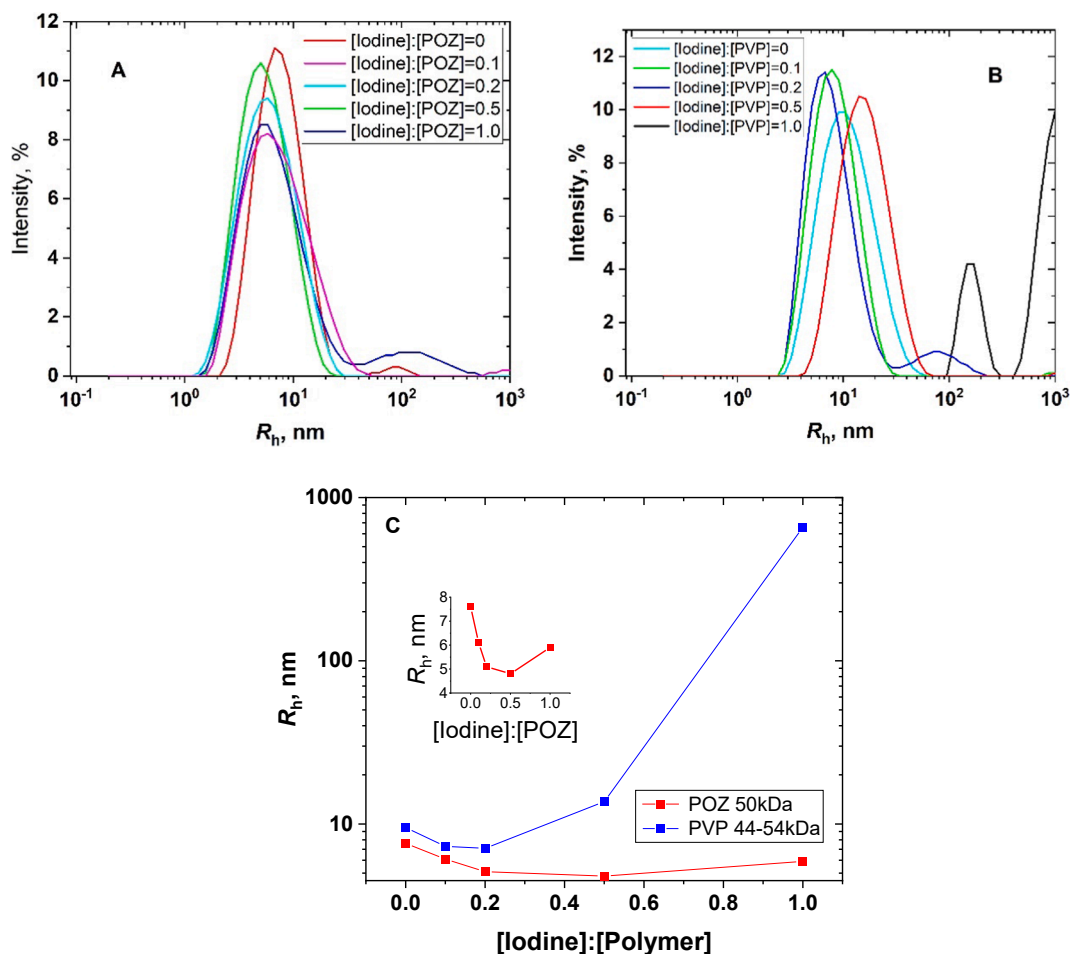 A
[Iodine]:[POZ]=0
[Iodine]:[POZ]=0.1
[Iodine]:[POZ]=0.2
[Iodine]:[POZ]=0.5
[Iodine]:[POZ]=1.0
Intensity, %
12
10
8
6
4
2
0
10⁻¹ 10⁰ 10¹ 10² 10³
Rₕ, nm
B
[Iodine]:[PVP]=0
[Iodine]:[PVP]=0.1
[Iodine]:[PVP]=0.2
[Iodine]:[PVP]=0.5
[Iodine]:[PVP]=1.0
Intensity, %
12
10
8
6
4
2
0
10⁻¹ 10⁰ 10¹ 10² 10³
Rₕ, nm
C
Rₕ, nm
1000
100
10
8
7
6
5
4
Rₕ, nm
0.0 0.5 1.0
[Iodine]:[POZ]
POZ 50kDa
PVP 44-54kDa
0.0 0.2 0.4 0.6 0.8 1.0
[Iodine]:[Polymer]